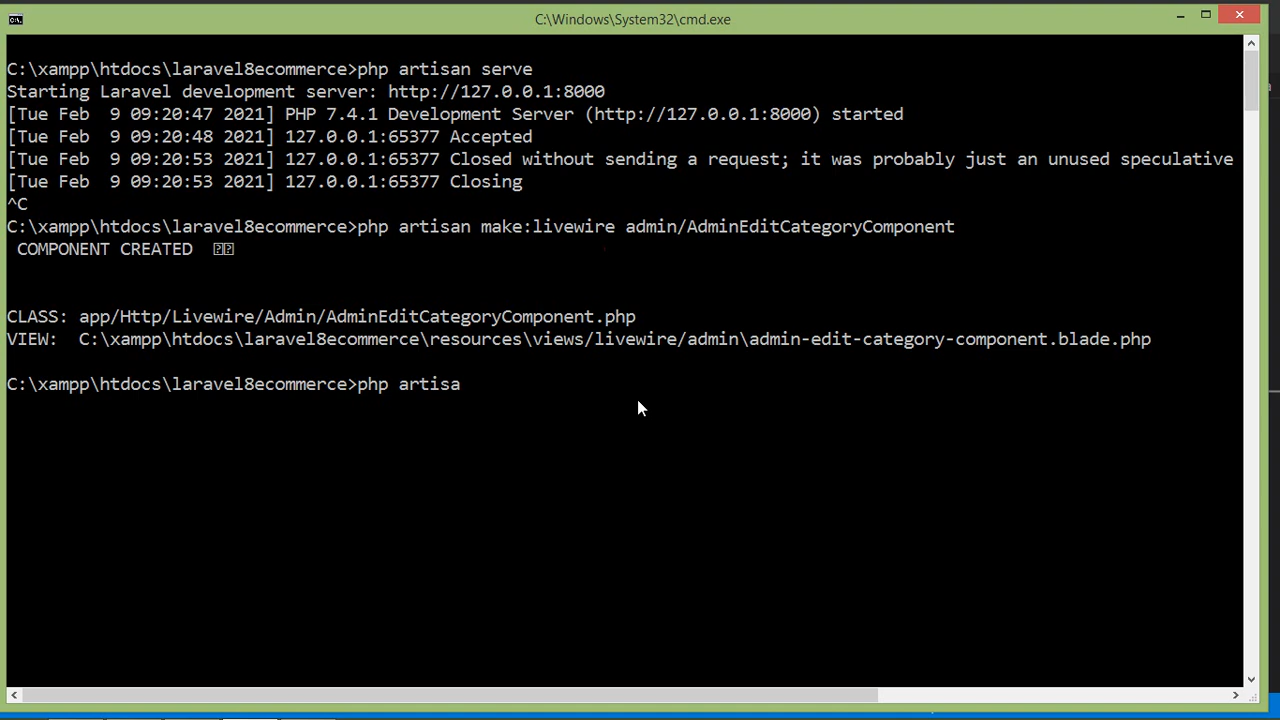 C:\Windows\System32\cmd.exe
C:\xampp\htdocs\laravel8ecommerce>php artisan serve
Starting Laravel development server: http://127.0.0.1:8000
[Tue Feb  9 09:20:47 2021] PHP 7.4.1 Development Server (http://127.0.0.1:8000) started
[Tue Feb  9 09:20:48 2021] 127.0.0.1:65377 Accepted
[Tue Feb  9 09:20:53 2021] 127.0.0.1:65377 Closed without sending a request; it was probably just an unused speculative
[Tue Feb  9 09:20:53 2021] 127.0.0.1:65377 Closing
^C
C:\xampp\htdocs\laravel8ecommerce>php artisan make:livewire admin/AdminEditCategoryComponent
COMPONENT CREATED
CLASS: app/Http/Livewire/Admin/AdminEditCategoryComponent.php
VIEW:  C:\xampp\htdocs\laravel8ecommerce\resources\views/livewire/admin\admin-edit-category-component.blade.php
C:\xampp\htdocs\laravel8ecommerce>php artisa